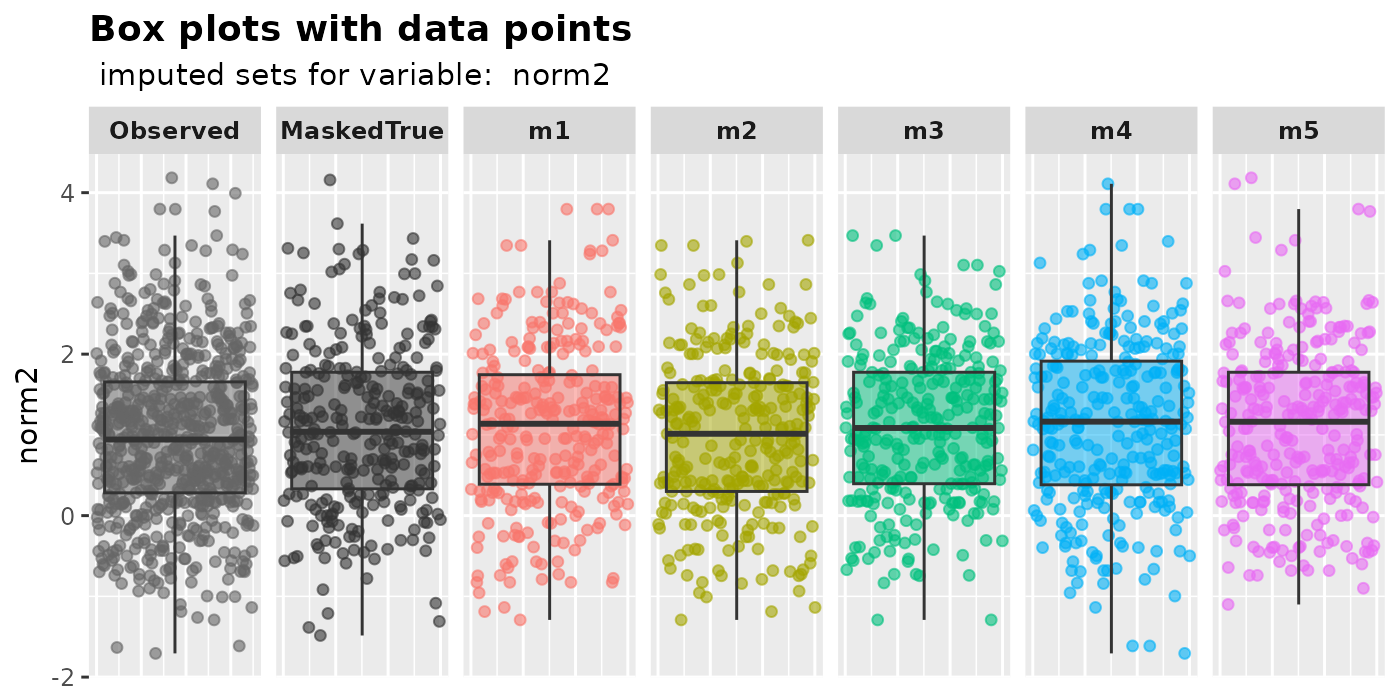 Box plots with data points
imputed sets for variable:  norm2
Observed MaskedTrue m1 m2 m3 m4 m5
4
2
0
-2
norm2